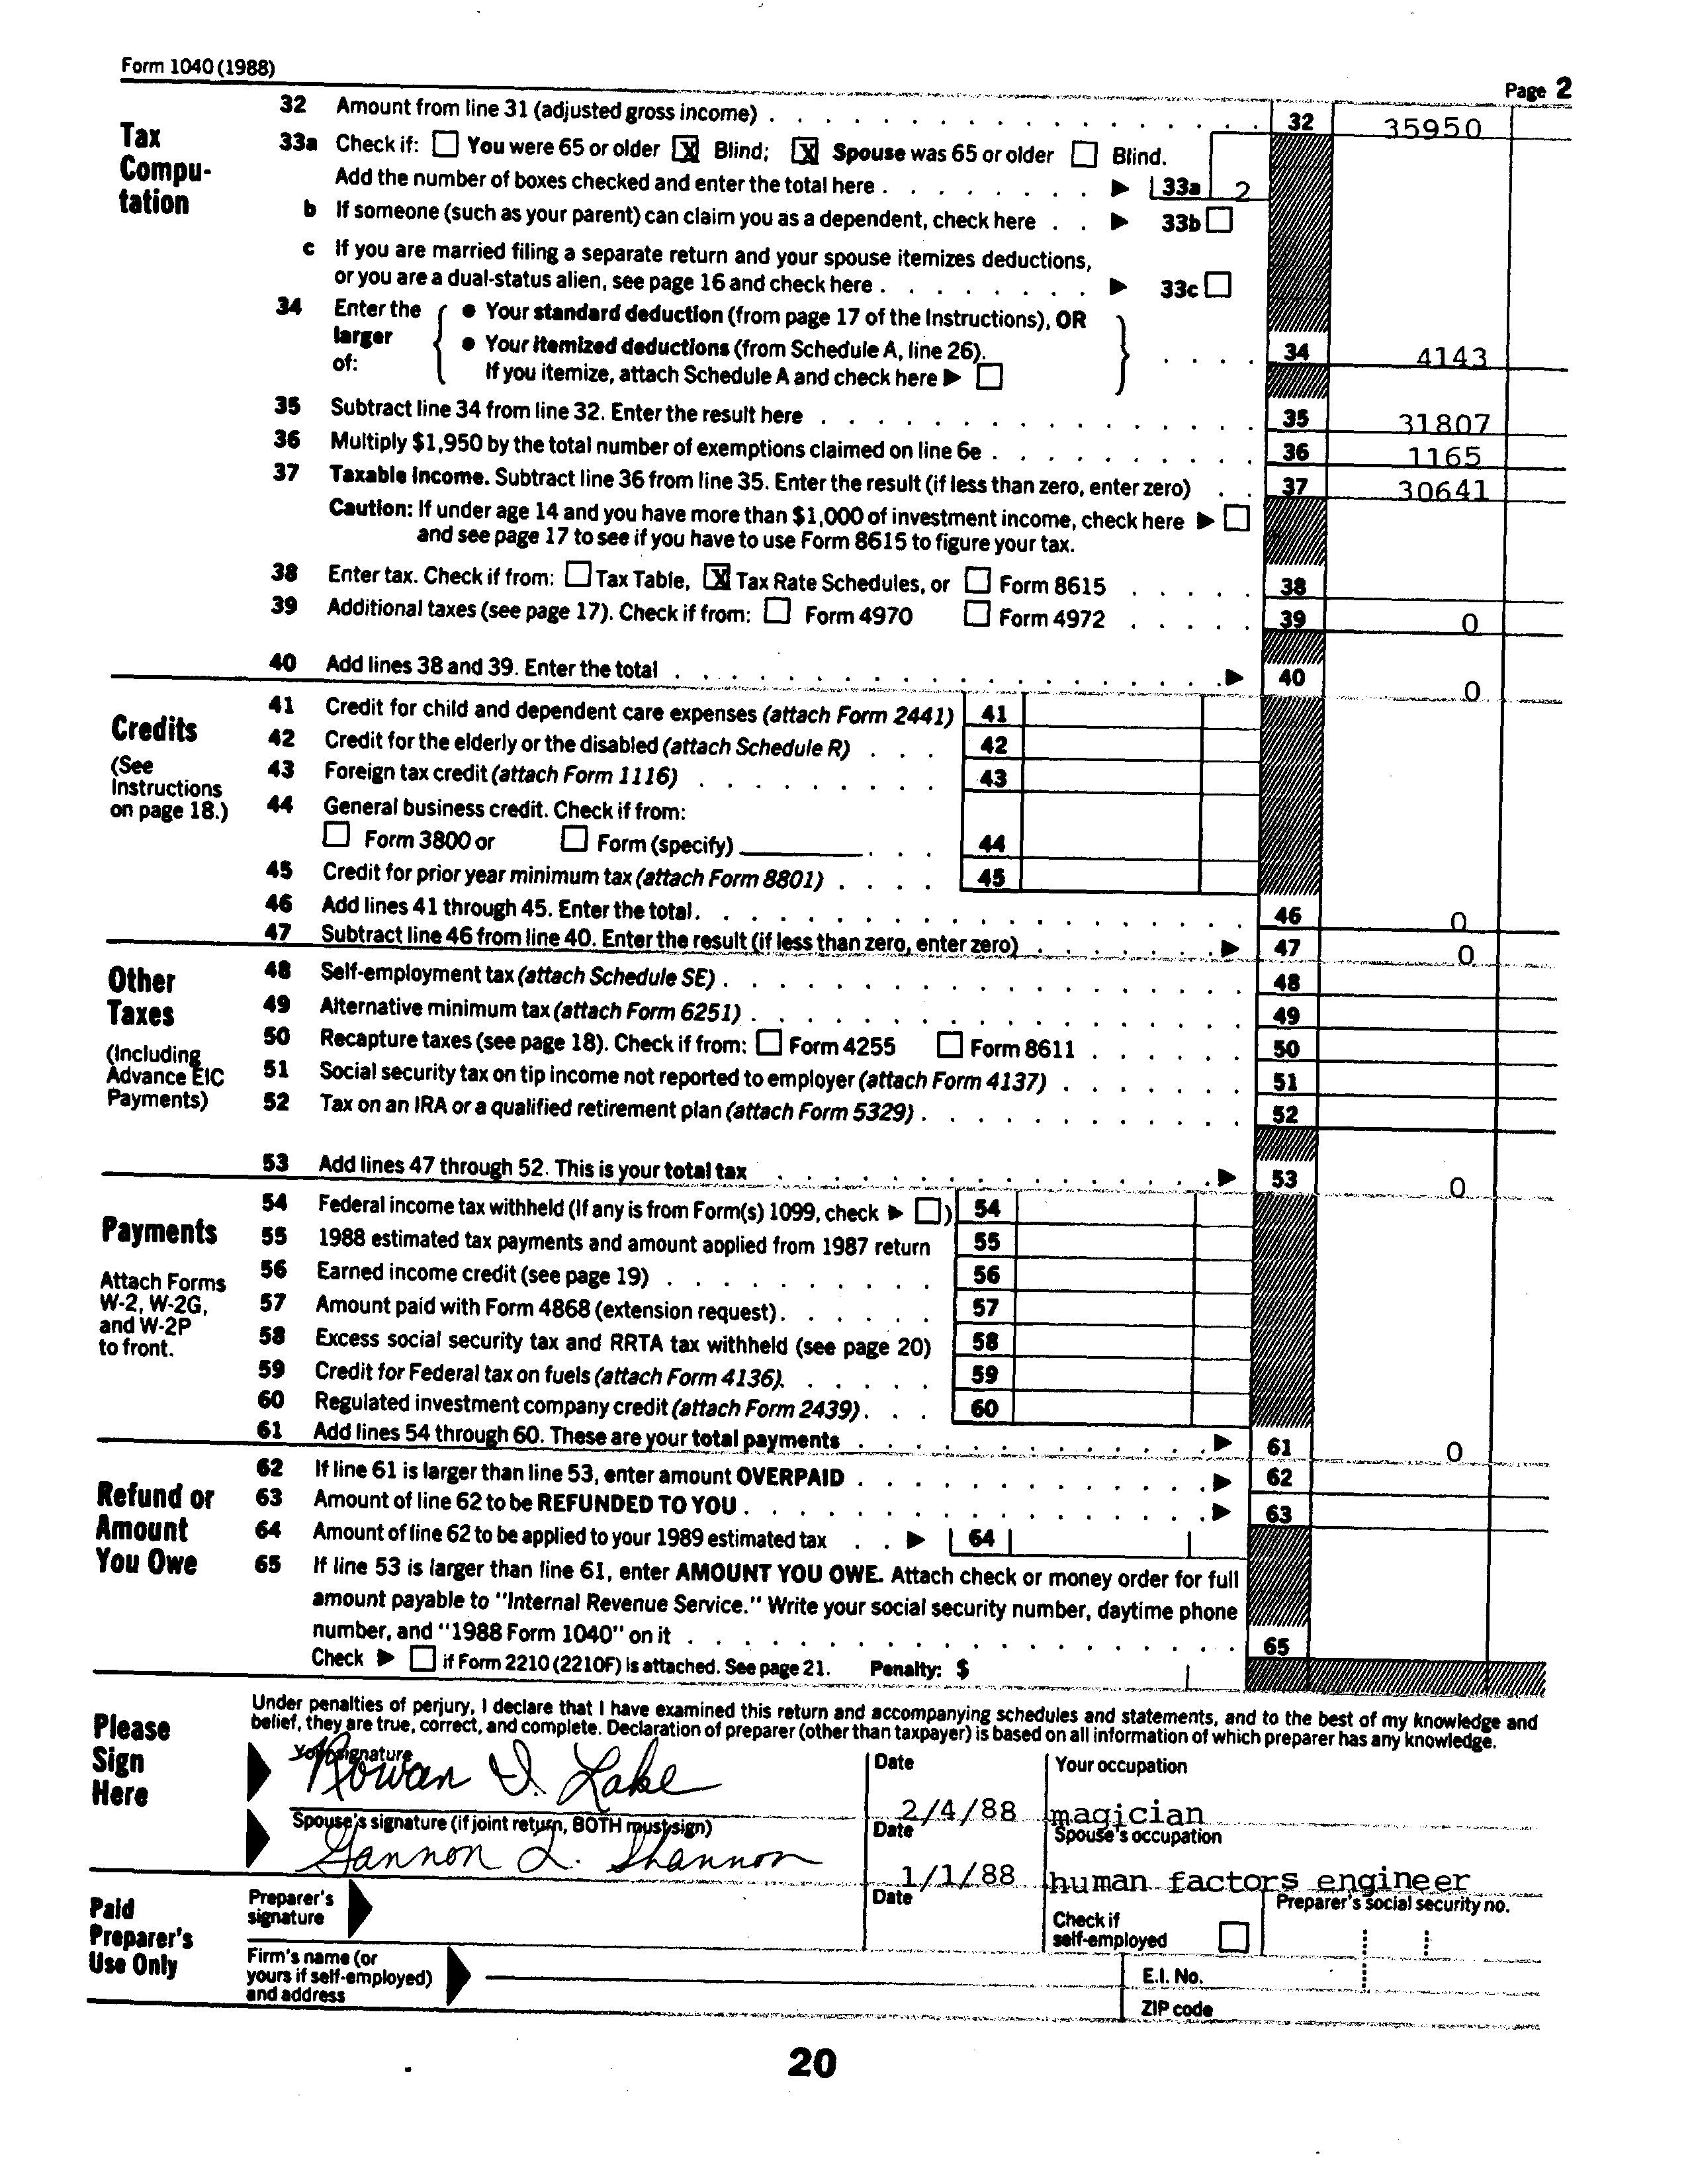 Form 1040 (1988)
Page 2
Tax Computation
32 Amount from line 31 (adjusted gross income) . . . 32 35950
33a Check if: ☐ You were 65 or older ☒ Blind; ☒ Spouse was 65 or older ☐ Blind.
Add the number of boxes checked and enter the total here . . . ▶ 33a 2
b If someone (such as your parent) can claim you as a dependent, check here . . ▶ 33b ☐
c If you are married filing a separate return and your spouse itemizes deductions,
or you are a dual-status alien, see page 16 and check here . . . ▶ 33c ☐
34 Enter the larger of: { ● Your standard deduction (from page 17 of the Instructions), OR
● Your itemized deductions (from Schedule A, line 26). } . . . . 34 4143
If you itemize, attach Schedule A and check here ▶ ☐
35 Subtract line 34 from line 32. Enter the result here . . . 35 31807
36 Multiply $1,950 by the total number of exemptions claimed on line 6e . . . 36 1165
37 Taxable income. Subtract line 36 from line 35. Enter the result (if less than zero, enter zero) . . 37 30641
Caution: If under age 14 and you have more than $1,000 of investment income, check here ▶ ☐
and see page 17 to see if you have to use Form 8615 to figure your tax.
38 Enter tax. Check if from: ☐ Tax Table, ☒ Tax Rate Schedules, or ☐ Form 8615 . . . 38
39 Additional taxes (see page 17). Check if from: ☐ Form 4970 ☐ Form 4972 . . . 39 0
40 Add lines 38 and 39. Enter the total . . . ▶ 40 0
Credits
(See Instructions on page 18.)
41 Credit for child and dependent care expenses (attach Form 2441) 41
42 Credit for the elderly or the disabled (attach Schedule R) . . . 42
43 Foreign tax credit (attach Form 1116) . . . 43
44 General business credit. Check if from:
☐ Form 3800 or ☐ Form (specify) ______ . . . 44
45 Credit for prior year minimum tax (attach Form 8801) . . . . 45
46 Add lines 41 through 45. Enter the total . . . 46 0
47 Subtract line 46 from line 40. Enter the result (if less than zero, enter zero) . . . ▶ 47 0
Other Taxes
(Including Advance EIC Payments)
48 Self-employment tax (attach Schedule SE) . . . 48
49 Alternative minimum tax (attach Form 6251) . . . 49
50 Recapture taxes (see page 18). Check if from: ☐ Form 4255 ☐ Form 8611 . . . 50
51 Social security tax on tip income not reported to employer (attach Form 4137) . . . 51
52 Tax on an IRA or a qualified retirement plan (attach Form 5329) . . . 52
53 Add lines 47 through 52. This is your total tax . . . ▶ 53 0
Payments
Attach Forms W-2, W-2G, and W-2P to front.
54 Federal income tax withheld (If any is from Form(s) 1099, check ▶ ☐) 54
55 1988 estimated tax payments and amount applied from 1987 return 55
56 Earned income credit (see page 19) . . . 56
57 Amount paid with Form 4868 (extension request) . . . 57
58 Excess social security tax and RRTA tax withheld (see page 20) 58
59 Credit for Federal tax on fuels (attach Form 4136). . . . 59
60 Regulated investment company credit (attach Form 2439) . . . 60
61 Add lines 54 through 60. These are your total payments . . . ▶ 61 0
Refund or Amount You Owe
62 If line 61 is larger than line 53, enter amount OVERPAID . . . ▶ 62
63 Amount of line 62 to be REFUNDED TO YOU . . . ▶ 63
64 Amount of line 62 to be applied to your 1989 estimated tax . . ▶ 64
65 If line 53 is larger than line 61, enter AMOUNT YOU OWE. Attach check or money order for full
amount payable to "Internal Revenue Service." Write your social security number, daytime phone
number, and "1988 Form 1040" on it . . . 65
Check ▶ ☐ if Form 2210 (2210F) is attached. See page 21. Penalty: $
Please Sign Here
Under penalties of perjury, I declare that I have examined this return and accompanying schedules and statements, and to the best of my knowledge and
belief, they are true, correct, and complete. Declaration of preparer (other than taxpayer) is based on all information of which preparer has any knowledge.
Your signature Date Your occupation
Rowan I. Lake 2/4/88 magician
Spouse's signature (if joint return, BOTH must sign) Date Spouse's occupation
Gannon L. Shannon 1/1/88 human factors engineer
Paid Preparer's Use Only
Preparer's signature Date Check if self-employed ☐ Preparer's social security no.
Firm's name (or yours if self-employed) and address E.I. No.
ZIP code
20